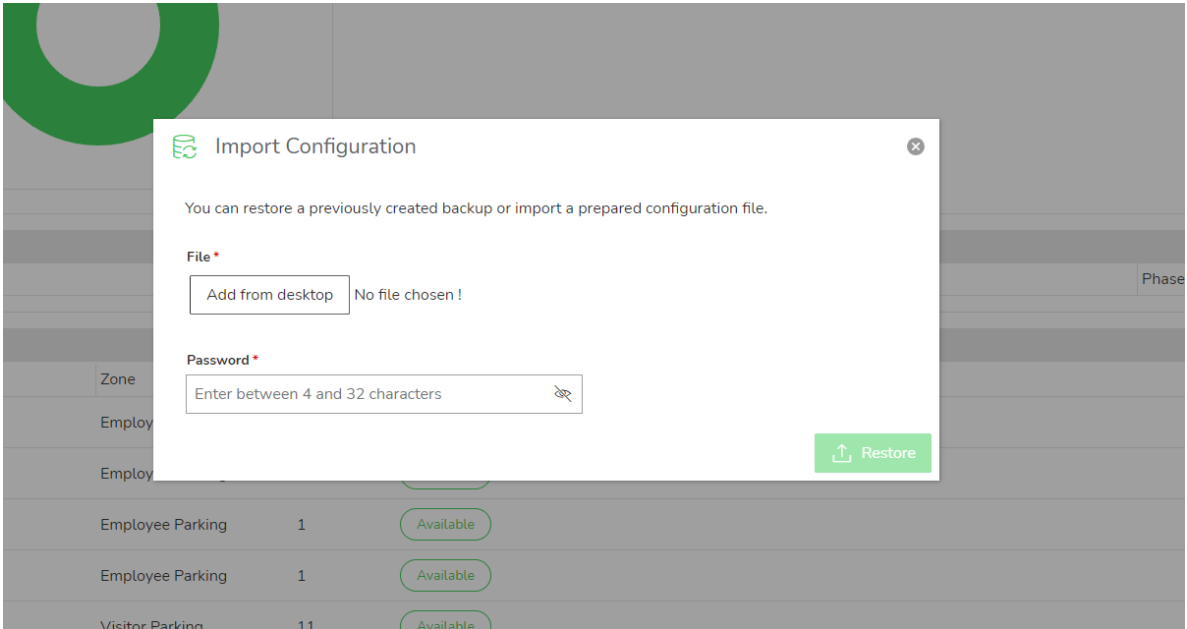 Import Configuration
You can restore a previously created backup or import a prepared configuration file.
File *
Add from desktop No file chosen !
Phase
Password *
Zone
Enter between 4 and 32 characters
Employ
Restore
Employ
Employee Parking 1 Available
Employee Parking 1 Available
Visitor Parking 11 Available